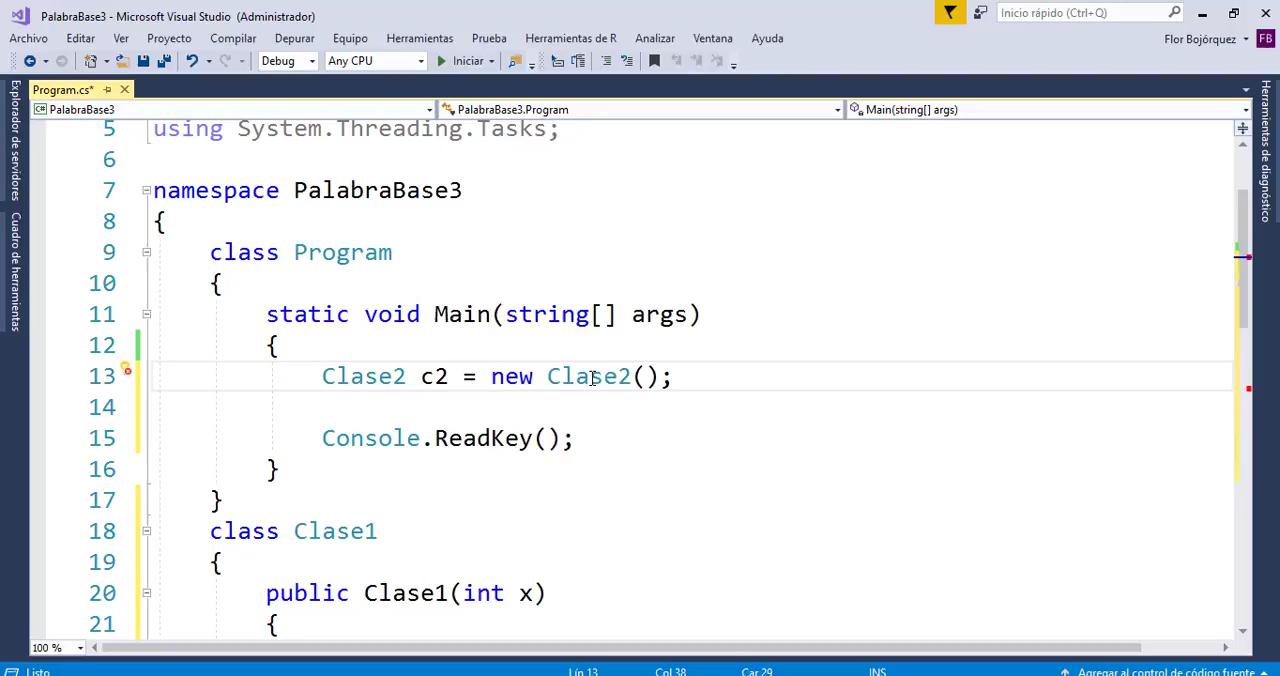 PalabraBase3 - Microsoft Visual Studio (Administrador)
Inicio rápido (Ctrl+Q)
Archivo Editar Ver Proyecto Compilar Depurar Equipo Herramientas Prueba Herramientas de R Analizar Ventana Ayuda
Flor Bojórquez FB
Debug Any CPU Iniciar
Program.cs*
PalabraBase3 PalabraBase3.Program Main(string[] args)
Explorador de servidores
Cuadro de herramientas
Herramientas de diagnóstico
5 using System.Threading.Tasks;
6
7 namespace PalabraBase3
8 {
9 class Program
10 {
11 static void Main(string[] args)
12 {
13 Clase2 c2 = new Clase2();
14
15 Console.ReadKey();
16 }
17 }
18 class Clase1
19 {
20 public Clase1(int x)
21 {
100 %
Listo Lín 13 Col 38 Car 29 INS Agregar al control de código fuente